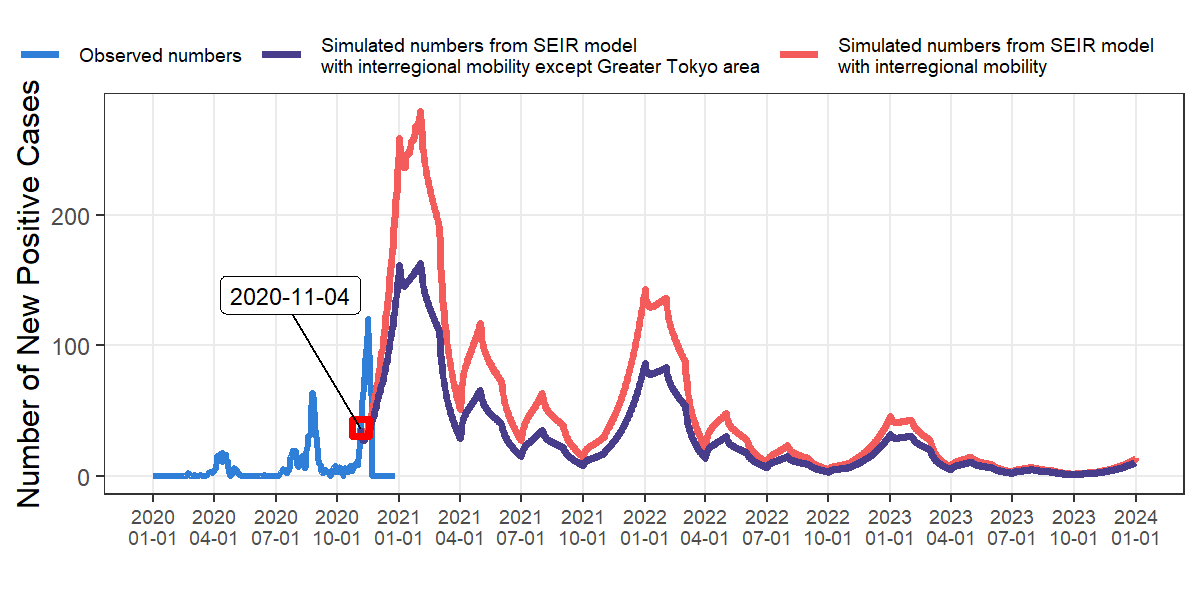 Observed numbers
Simulated numbers from SEIR model
with interregional mobility except Greater Tokyo area
Simulated numbers from SEIR model
with interregional mobility
Number of New Positive Cases
200
100
0
2020-11-04
2020 2020 2020 2020 2021 2021 2021 2021 2022 2022 2022 2022 2023 2023 2023 2023 2024
01-01 04-01 07-01 10-01 01-01 04-01 07-01 10-01 01-01 04-01 07-01 10-01 01-01 04-01 07-01 10-01 01-01